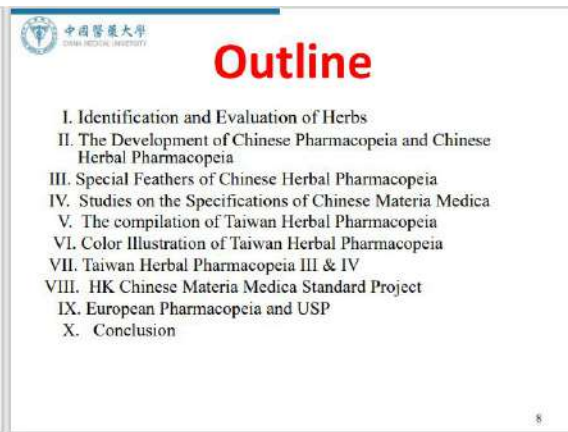 中國醫藥大學
CHINA MEDICAL UNIVERSITY
Outline
I. Identification and Evaluation of Herbs
II. The Development of Chinese Pharmacopeia and Chinese
Herbal Pharmacopeia
III. Special Feathers of Chinese Herbal Pharmacopeia
IV. Studies on the Specifications of Chinese Materia Medica
V. The compilation of Taiwan Herbal Pharmacopeia
VI. Color Illustration of Taiwan Herbal Pharmacopeia
VII. Taiwan Herbal Pharmacopeia III & IV
VIII. HK Chinese Materia Medica Standard Project
IX. European Pharmacopeia and USP
X. Conclusion
8